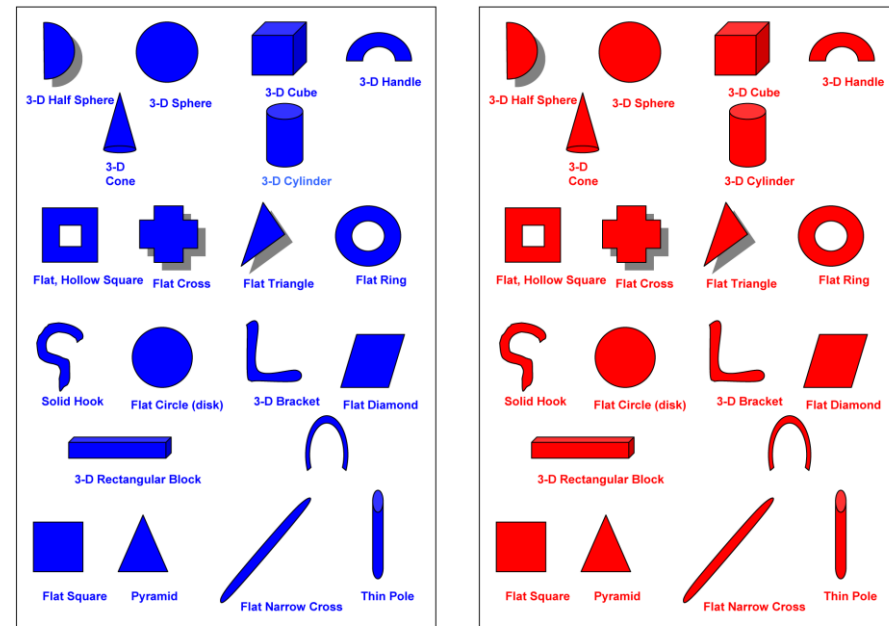 3-D Half Sphere
3-D Sphere
3-D Cube
3-D Handle
3-D
Cone
3-D Cylinder
Flat, Hollow Square
Flat Cross
Flat Triangle
Flat Ring
Solid Hook
Flat Circle (disk)
3-D Bracket
Flat Diamond
3-D Rectangular Block
Flat Square
Pyramid
Flat Narrow Cross
Thin Pole
3-D Half Sphere
3-D Sphere
3-D Cube
3-D Handle
3-D
Cone
3-D Cylinder
Flat, Hollow Square
Flat Cross
Flat Triangle
Flat Ring
Solid Hook
Flat Circle (disk)
3-D Bracket
Flat Diamond
3-D Rectangular Block
Flat Square
Pyramid
Flat Narrow Cross
Thin Pole